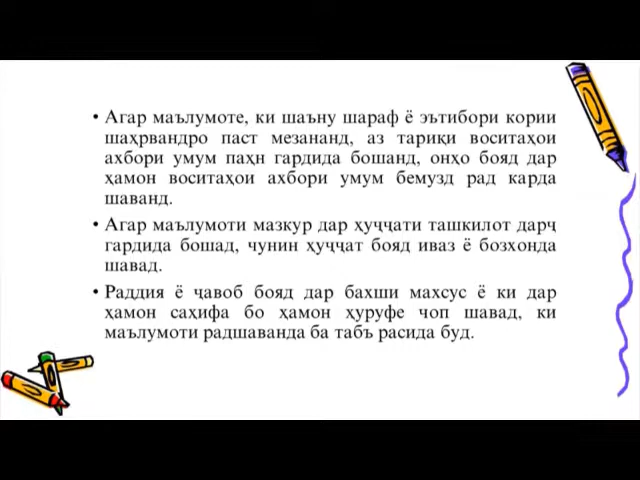 • Агар маълумоте, ки шаъну шараф ё эътибори кории
шаҳрвандро паст мезананд, аз тариқи воситаҳои
ахбори умум паҳн гардида бошанд, онҳо бояд дар
ҳамон воситаҳои ахбори умум бемузд рад карда
шаванд.
• Агар маълумоти мазкур дар ҳуҷҷати ташкилот дарҷ
гардида бошад, чунин ҳуҷҷат бояд иваз ё бозхонда
шавад.
• Раддия ё ҷавоб бояд дар бахши махсус ё ки дар
ҳамон саҳифа бо ҳамон ҳуруфе чоп шавад, ки
маълумоти радшаванда ба табъ расида буд.